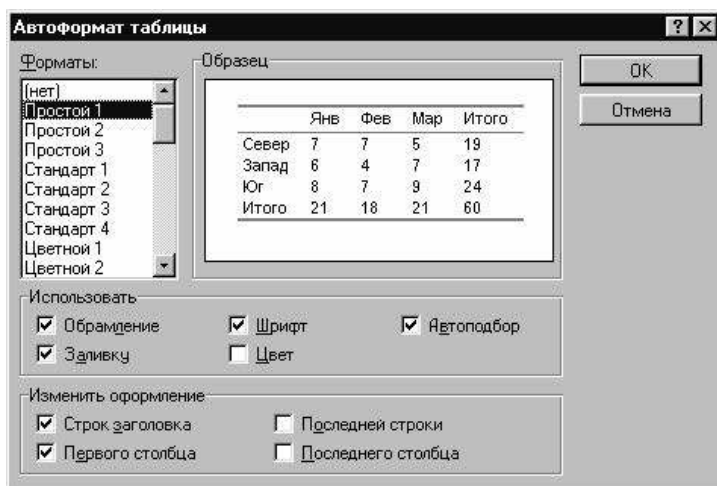 Автоформат таблицы
Форматы:
(нет)
Простой 1
Простой 2
Простой 3
Стандарт 1
Стандарт 2
Стандарт 3
Стандарт 4
Цветной 1
Цветной 2
Образец
Янв Фев Мар Итого
Север 7 7 5 19
Запад 6 4 7 17
Юг 8 7 9 24
Итого 21 18 21 60
OK
Отмена
Использовать
Обрамление Шрифт Автоподбор
Заливку Цвет
Изменить оформление
Строк заголовка Последней строки
Первого столбца Последнего столбца